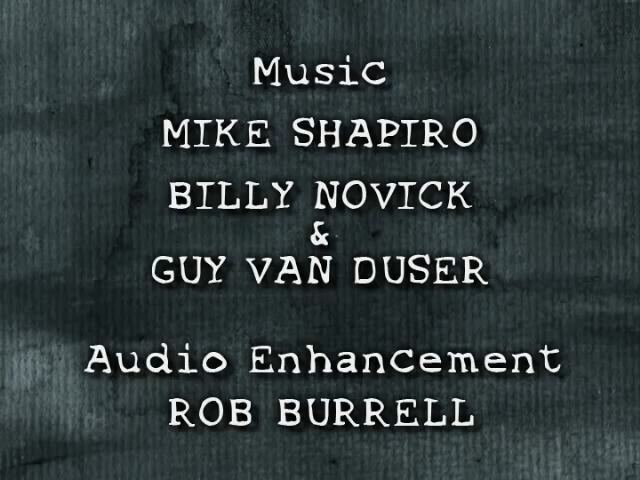 Music
MIKE SHAPIRO
BILLY NOVICK
&
GUY VAN DUSER
Audio Enhancement
ROB BURRELL